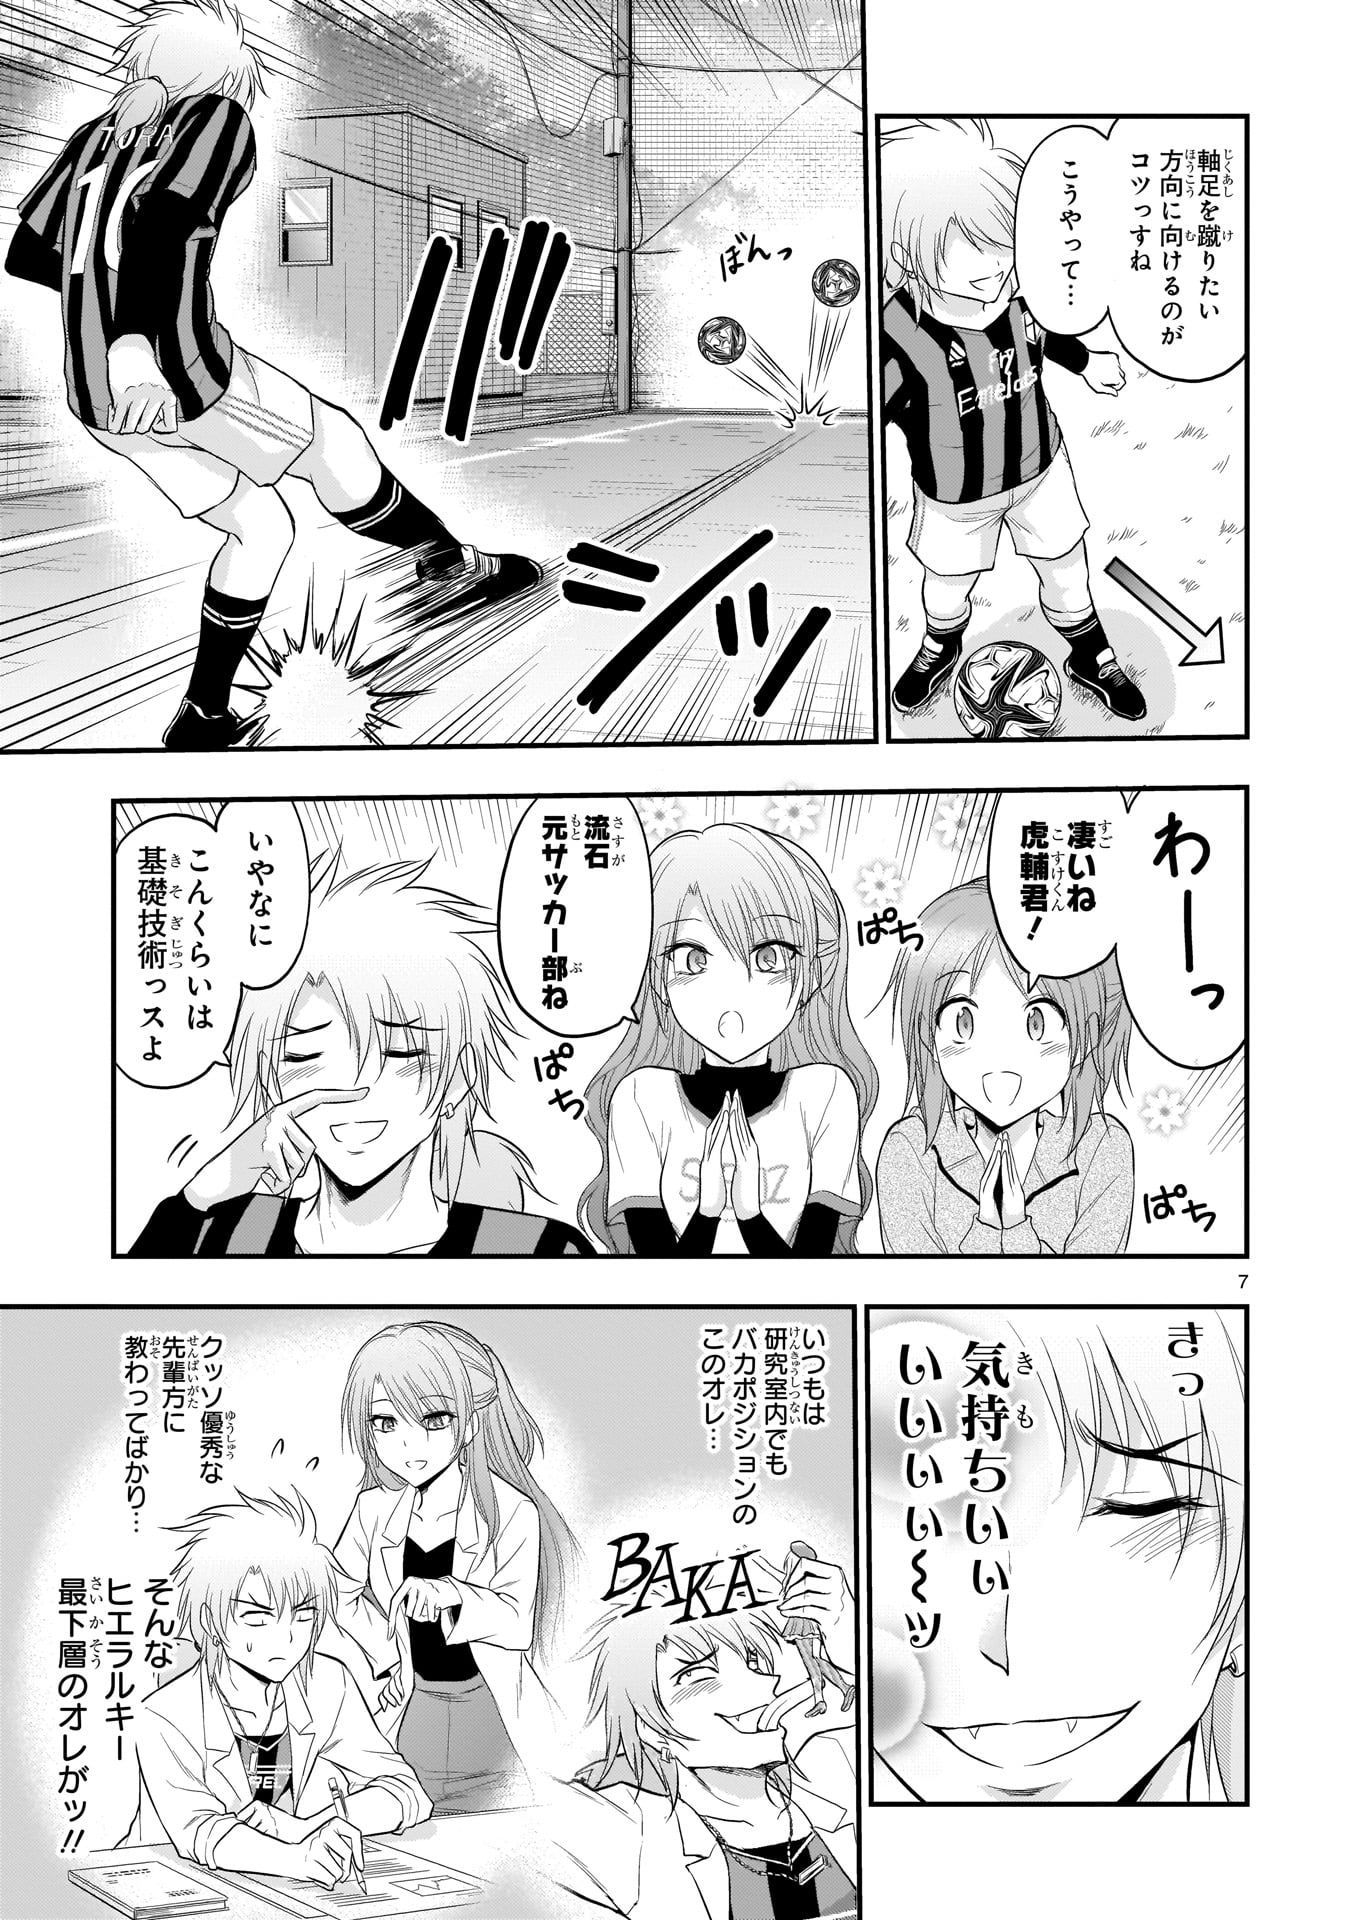 軸足を蹴りたい
方向に向けるのが
コツっすね
こうやって…
Fly
Emelats
ぼんっ
TORA
10
バシッ
わーっ
凄いね
虎輔君!
ぱち
ぱち
流石
元サッカー部ね
ぱち
いやなに
こんくらいは
基礎技術っスよ
7
きっ
気持ちいぃ
いいいぃぃ〜ッ
いつもは
研究室内でも
バカポジションの
このオレ…
BAKA
クッソ優秀な
先輩方に
教わってばかり…
そんな
ヒエラルキー
最下層のオレがッ!!